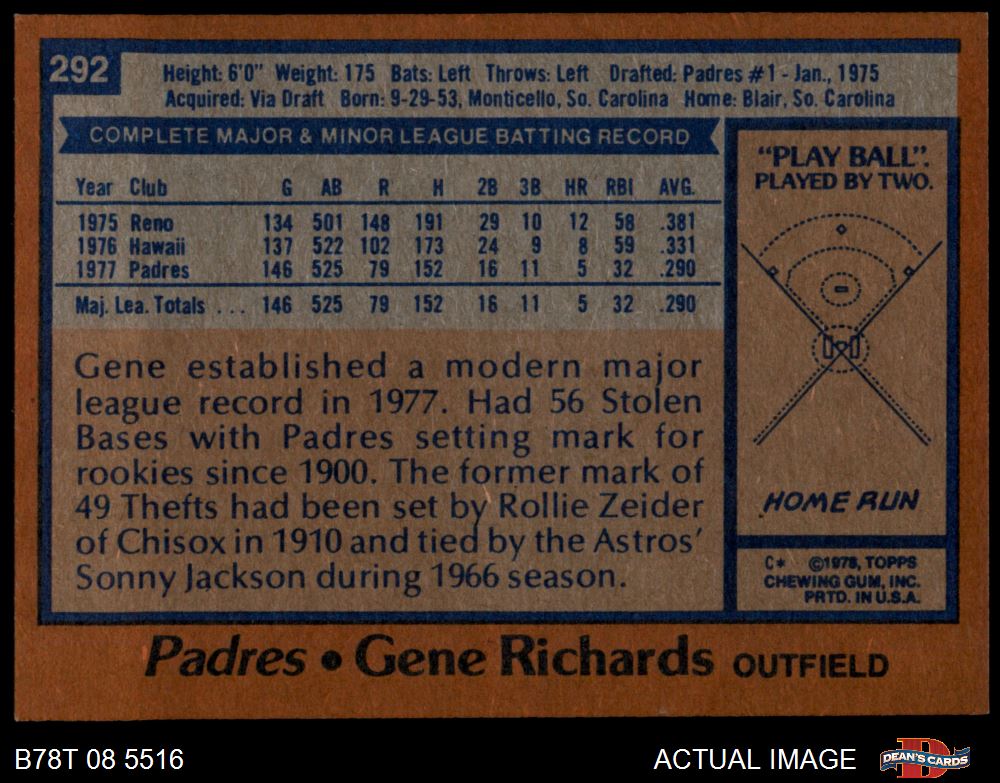 292
Height: 6'0" Weight: 175 Bats: Left Throws: Left Drafted: Padres #1 - Jan., 1975
Acquired: Via Draft Born: 9-29-53, Monticello, So. Carolina Home: Blair, So. Carolina
COMPLETE MAJOR & MINOR LEAGUE BATTING RECORD
Year Club G AB R H 2B 3B HR RBI AVG.
1975 Reno 134 501 148 191 29 10 12 58 .381
1976 Hawaii 137 522 102 173 24 9 8 59 .331
1977 Padres 146 525 79 152 16 11 5 32 .290
Maj. Lea. Totals . . . 146 525 79 152 16 11 5 32 .290
Gene established a modern major
league record in 1977. Had 56 Stolen
Bases with Padres setting mark for
rookies since 1900. The former mark of
49 Thefts had been set by Rollie Zeider
of Chisox in 1910 and tied by the Astros'
Sonny Jackson during 1966 season.
"PLAY BALL".
PLAYED BY TWO.
HOME RUN
C* ©1978, TOPPS
CHEWING GUM, INC.
PRTD. IN U.S.A.
Padres • Gene Richards OUTFIELD
B78T 08 5516
ACTUAL IMAGE
DEAN'S CARDS